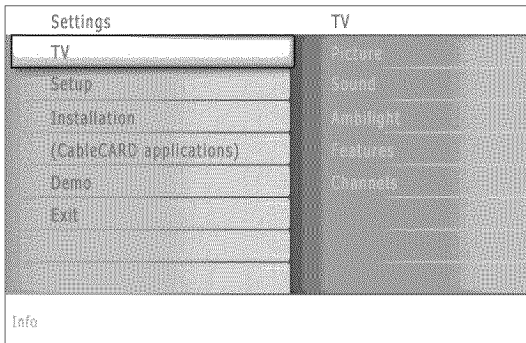 Settings
TV
TV
Setup
Installation
(CableCARD applications)
Demo
Exit
Picture
Sound
Ambilight
Features
Channels
Info